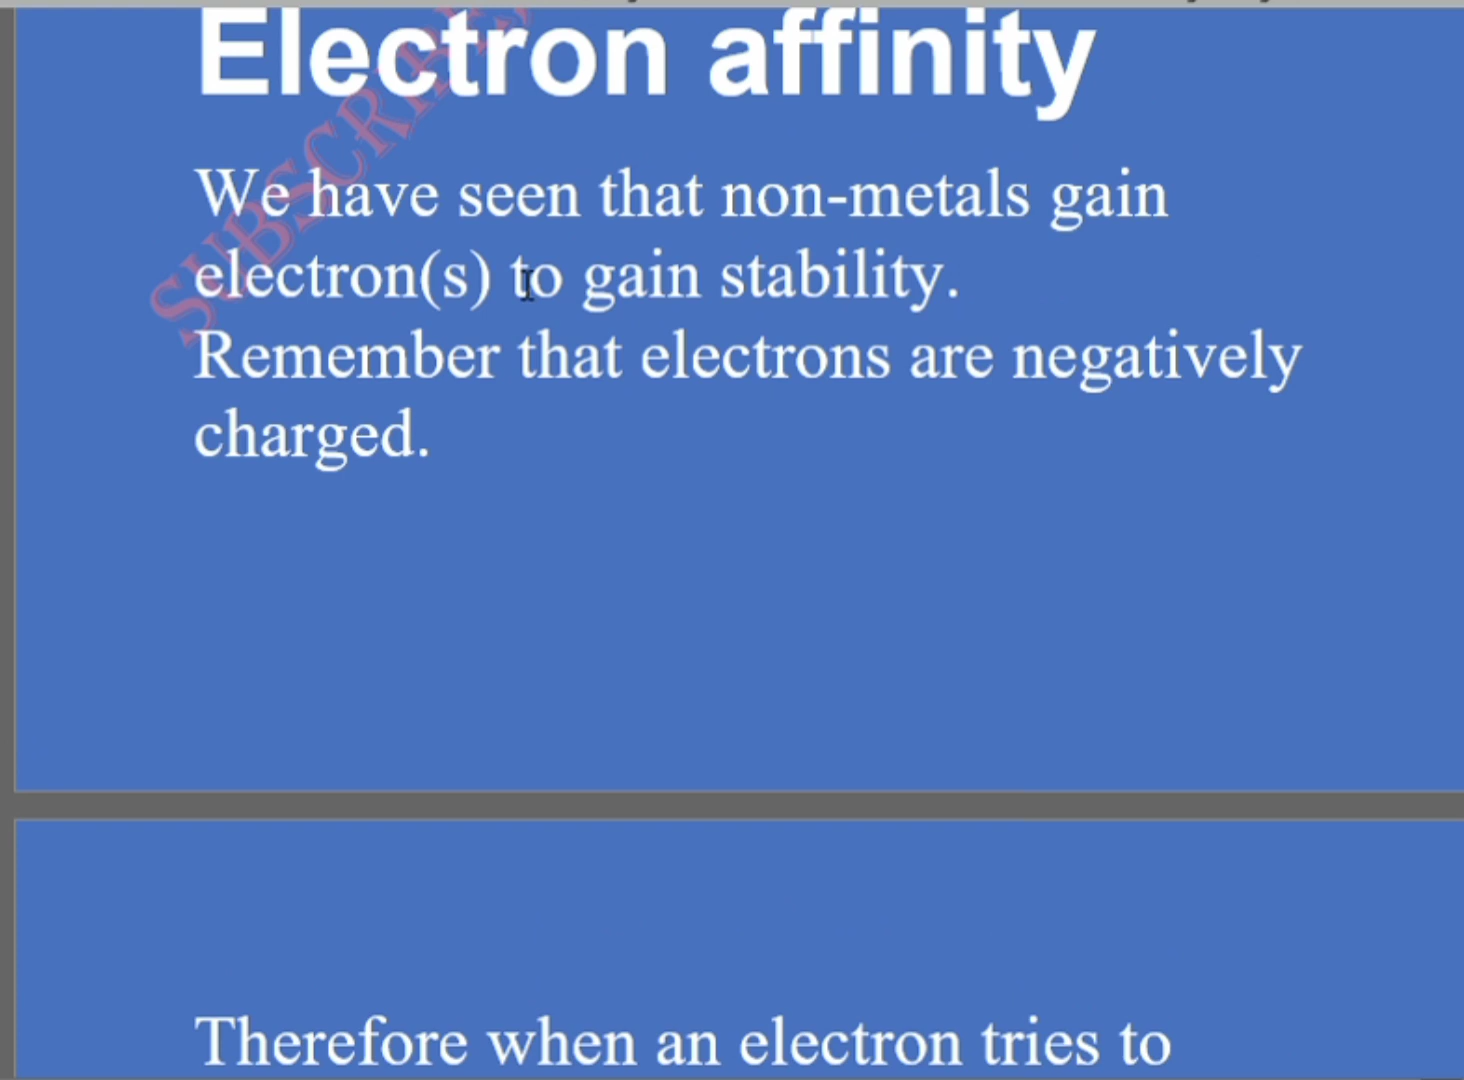 Electron affinity
We have seen that non-metals gain
electron(s) to gain stability.
Remember that electrons are negatively
charged.
SUBSCRIBE
Therefore when an electron tries to